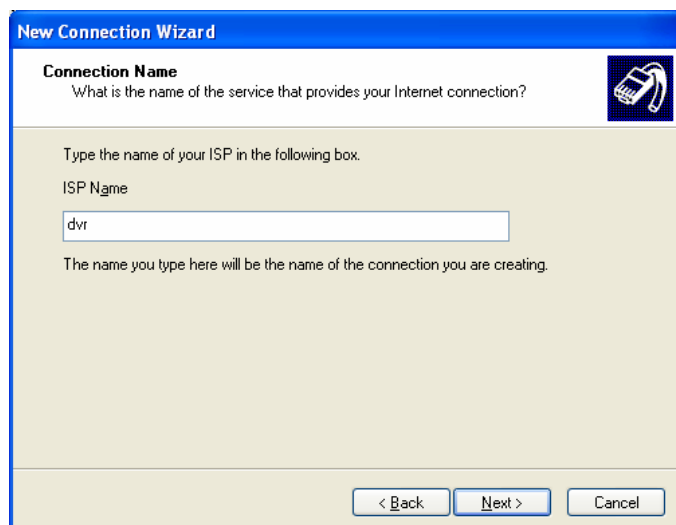 New Connection Wizard
Connection Name
What is the name of the service that provides your Internet connection?
Type the name of your ISP in the following box.
ISP Name
dvr
The name you type here will be the name of the connection you are creating.
< Back Next > Cancel